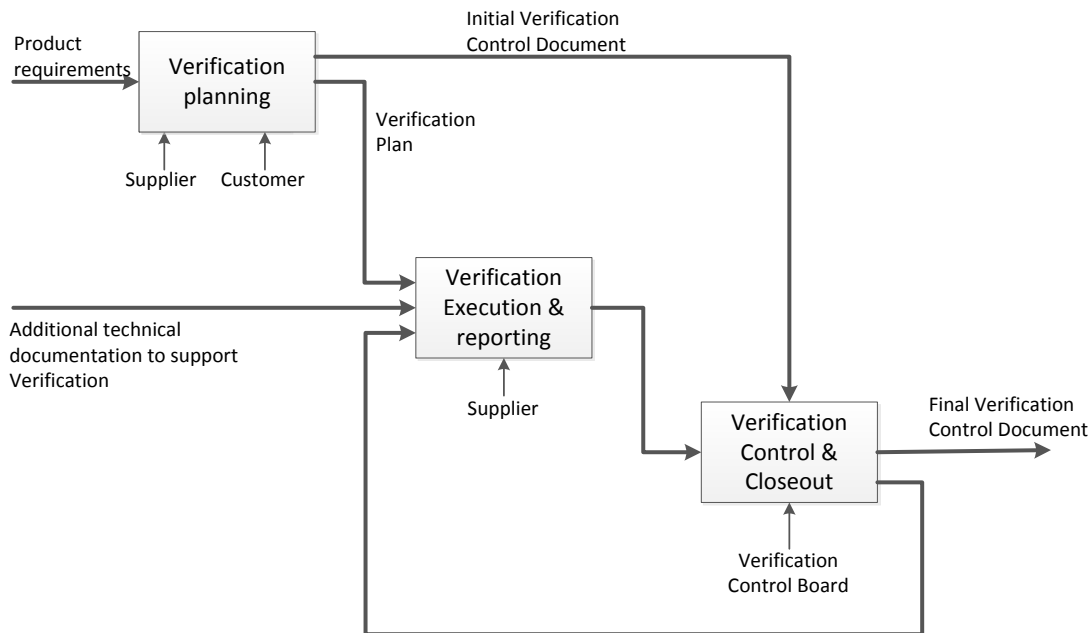 Initial Verification
Control Document
Product
requirements
Verification
planning
Verification
Plan
Supplier
Customer
Verification
Execution &
reporting
Additional technical
documentation to support
Verification
Supplier
Verification
Control &
Closeout
Final Verification
Control Document
Verification
Control Board